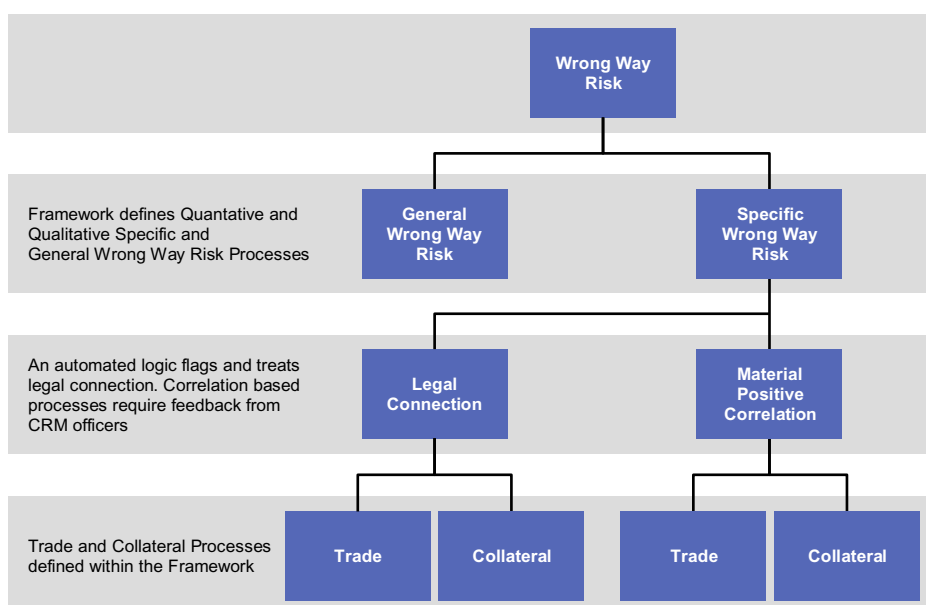 Wrong Way
Risk
Framework defines Quantative and
Qualitative Specific and
General Wrong Way Risk Processes
General
Wrong Way
Risk
Specific
Wrong Way
Risk
An automated logic flags and treats
legal connection. Correlation based
processes require feedback from
CRM officers
Legal
Connection
Material
Positive
Correlation
Trade and Collateral Processes
defined within the Framework
Trade
Collateral
Trade
Collateral